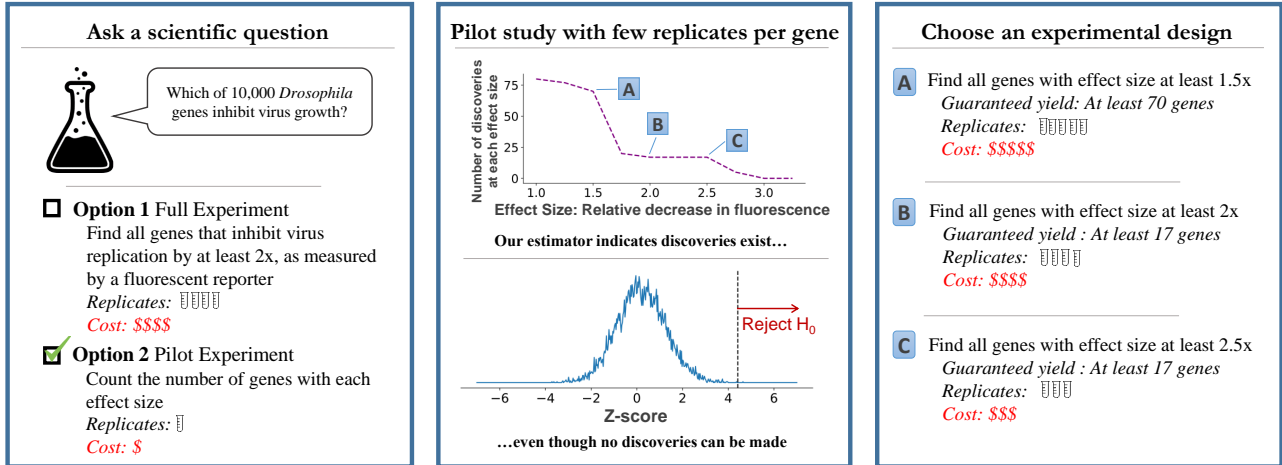 Ask a scientific question
Which of 10,000 Drosophila
genes inhibit virus growth?
Option 1 Full Experiment
Find all genes that inhibit virus
replication by at least 2x, as measured
by a fluorescent reporter
Replicates:
Cost: $$$$
Option 2 Pilot Experiment
Count the number of genes with each
effect size
Replicates:
Cost: $
Pilot study with few replicates per gene
Number of discoveries
at each effect size
75
50
25
0
A
B
C
1.0 1.5 2.0 2.5 3.0
Effect Size: Relative decrease in fluorescence
Our estimator indicates discoveries exist…
Reject H0
−6 −4 −2 0 2 4 6
Z-score
…even though no discoveries can be made
Choose an experimental design
A Find all genes with effect size at least 1.5x
Guaranteed yield: At least 70 genes
Replicates:
Cost: $$$$$
B Find all genes with effect size at least 2x
Guaranteed yield : At least 17 genes
Replicates:
Cost: $$$$
C Find all genes with effect size at least 2.5x
Guaranteed yield : At least 17 genes
Replicates:
Cost: $$$